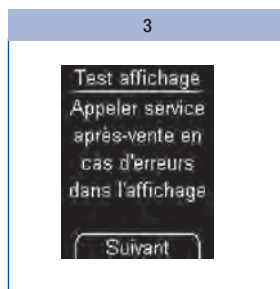 3
Test affichage
Appeler service
après-vente en
cas d'erreurs
dans l'affichage
Suivant